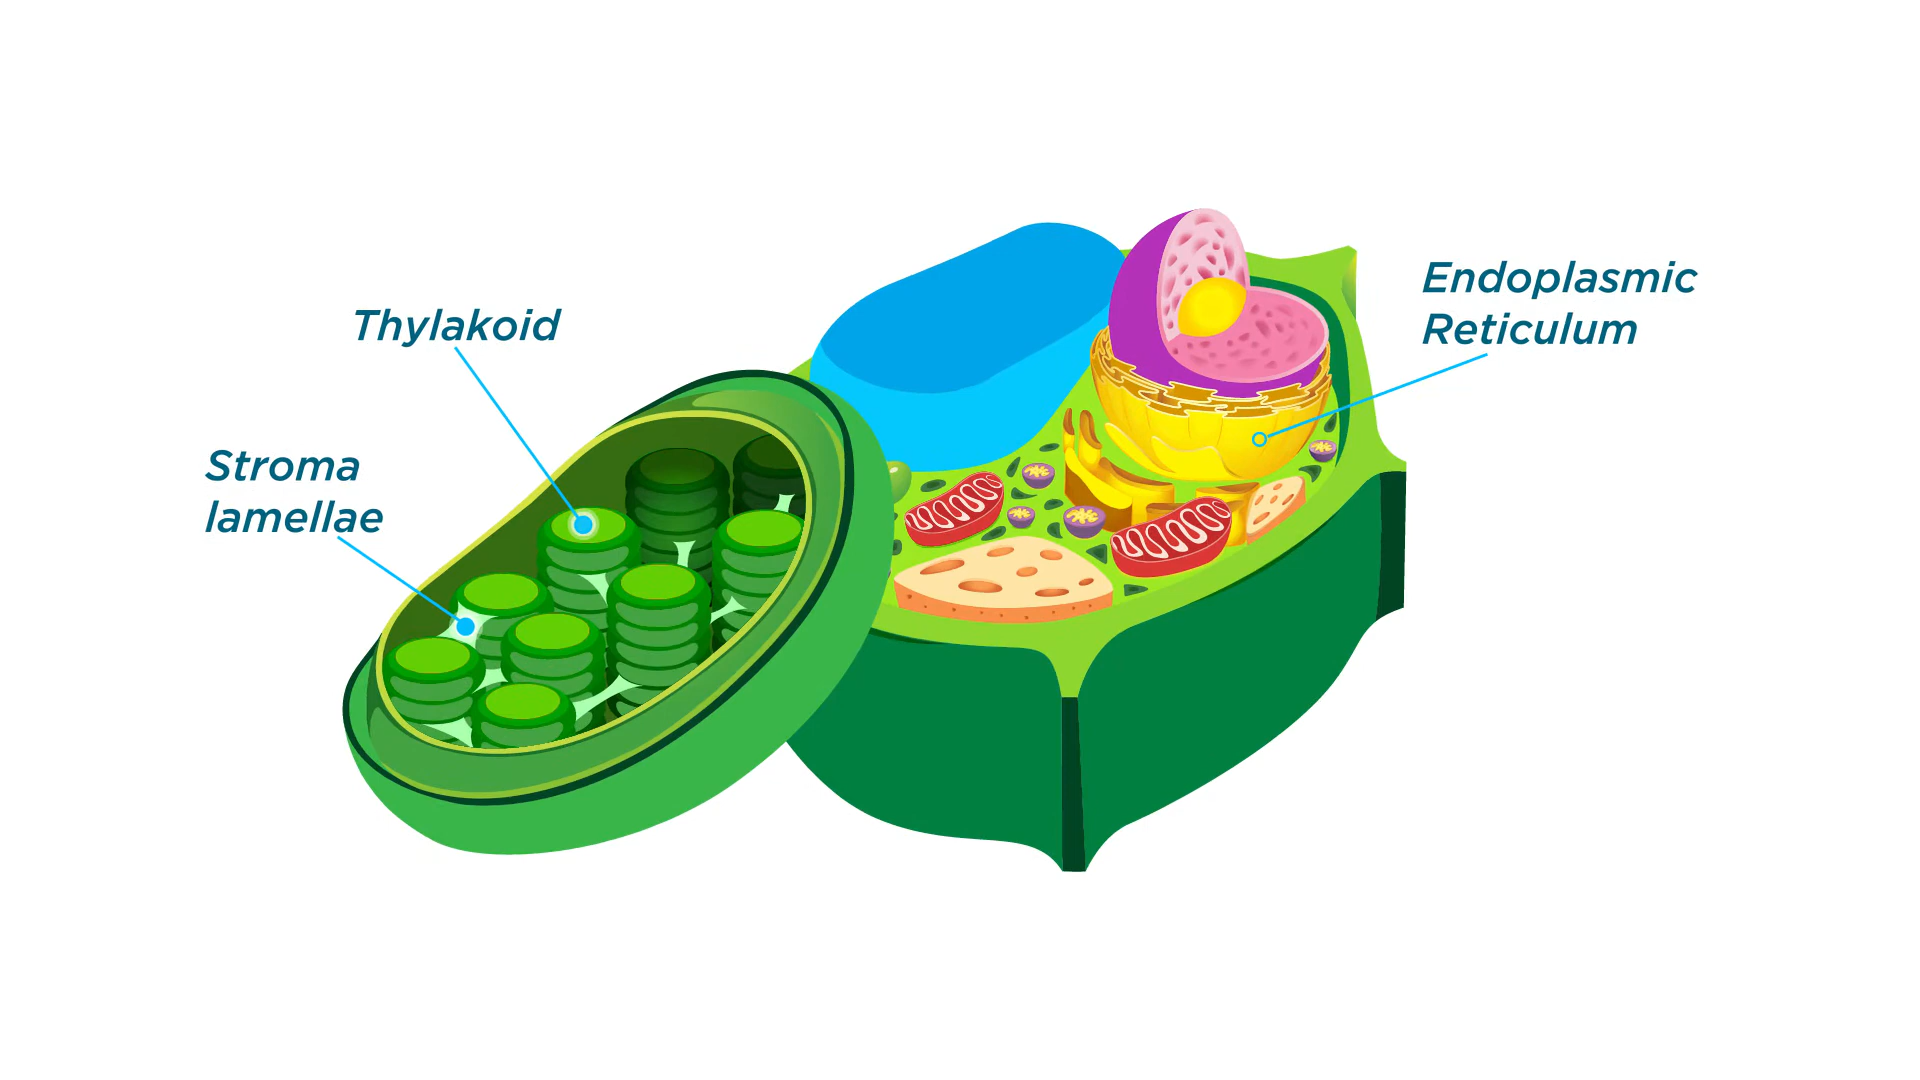 Thylakoid
Stroma
lamellae
Endoplasmic
Reticulum